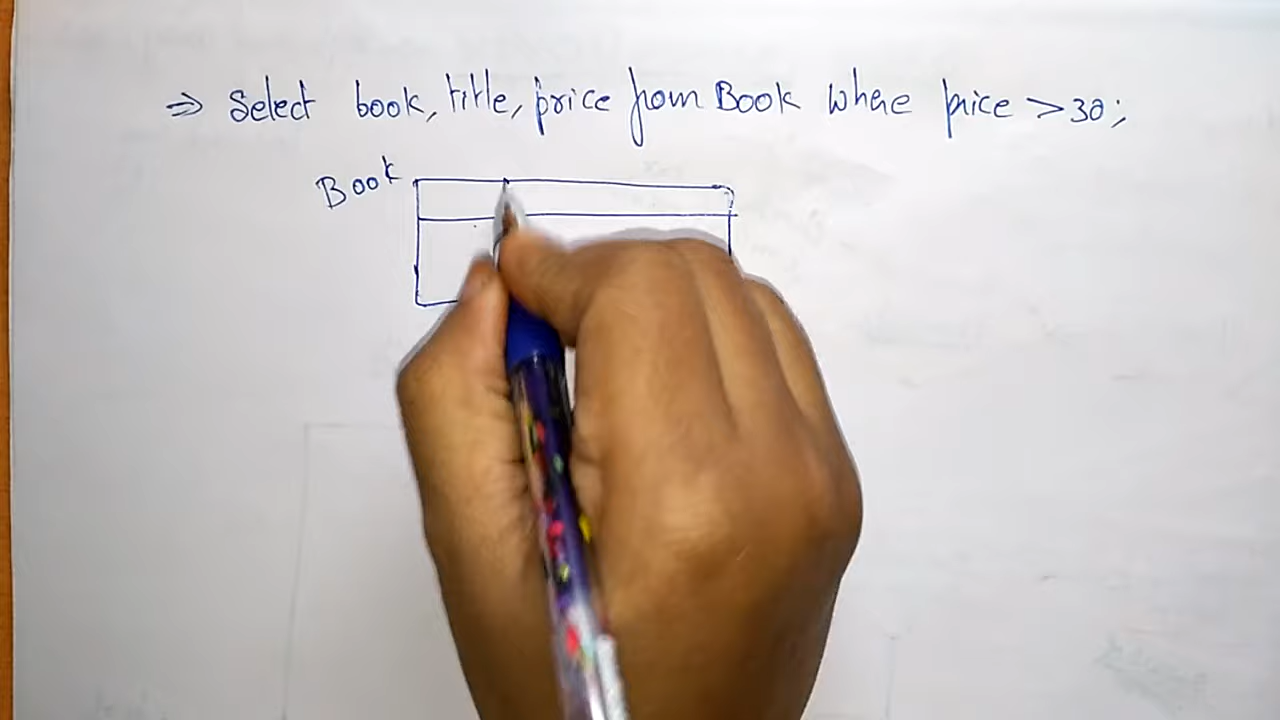 ⇒ Select book, title, price from Book where price > 30;
Book